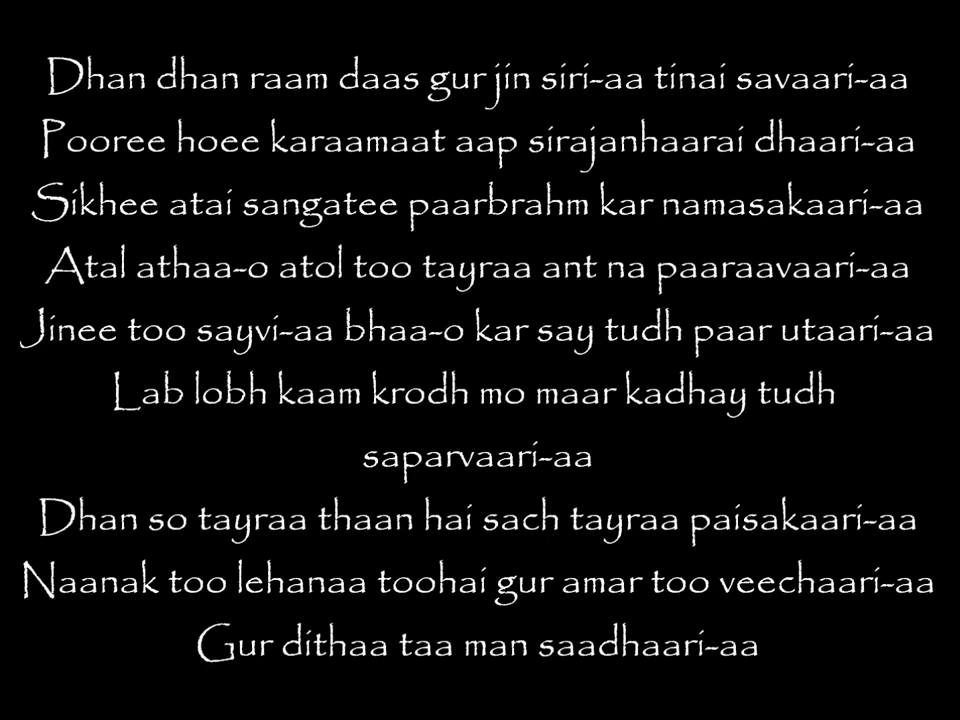 Dhan dhan raam daas gur jin siri-aa tinai savaari-aa
Pooree hoee karaamaat aap sirajanhaarai dhaari-aa
Sikhee atai sangatee paarbrahm kar namasakaari-aa
Atal athaa-o atol too tayraa ant na paaraavaari-aa
Jinee too sayvi-aa bhaa-o kar say tudh paar utaari-aa
Lab lobh kaam krodh mo maar kadhay tudh
saparvaari-aa
Dhan so tayraa thaan hai sach tayraa paisakaari-aa
Naanak too lehanaa toohai gur amar too veechaari-aa
Gur dithaa taa man saadhaari-aa